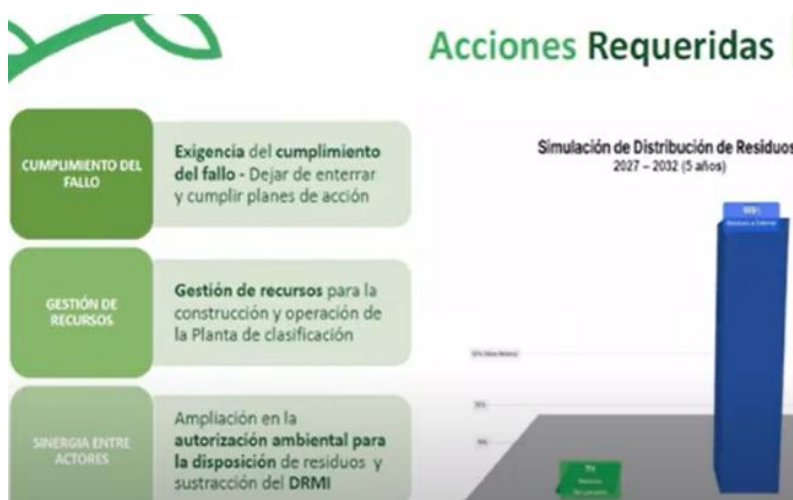 Acciones Requeridas
CUMPLIMIENTO DEL
FALLO
Exigencia del cumplimiento
del fallo - Dejar de enterrar
y cumplir planes de acción
GESTIÓN DE
RECURSOS
Gestión de recursos para la
construcción y operación de
la Planta de clasificación
SINERGIA ENTRE
ACTORES
Ampliación en la
autorización ambiental para
la disposición de residuos y
sustracción del DRMI
Simulación de Distribución de Residuos
2027 – 2032 (5 años)